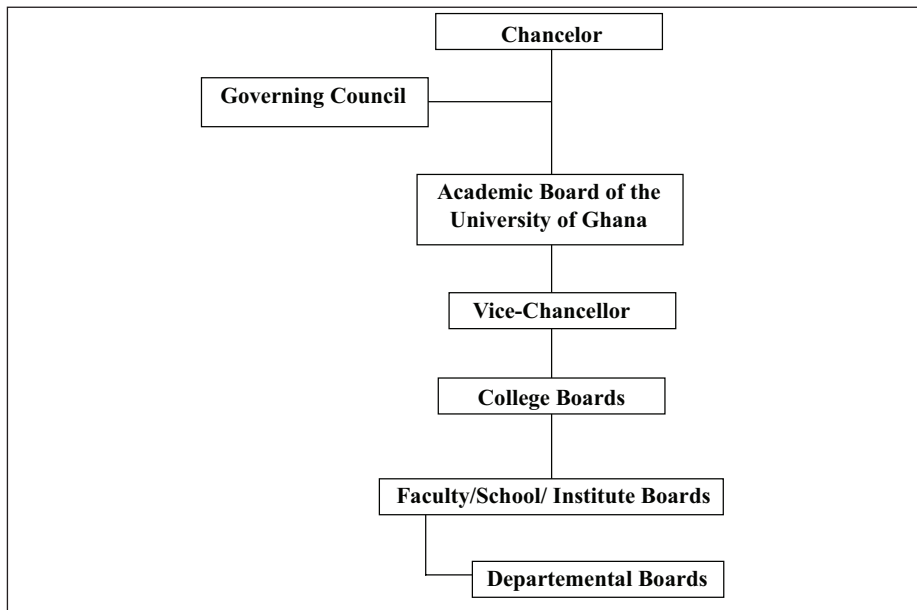 Chancelor
Governing Council
Academic Board of the
University of Ghana
Vice-Chancellor
College Boards
Faculty/School/ Institute Boards
Departemental Boards